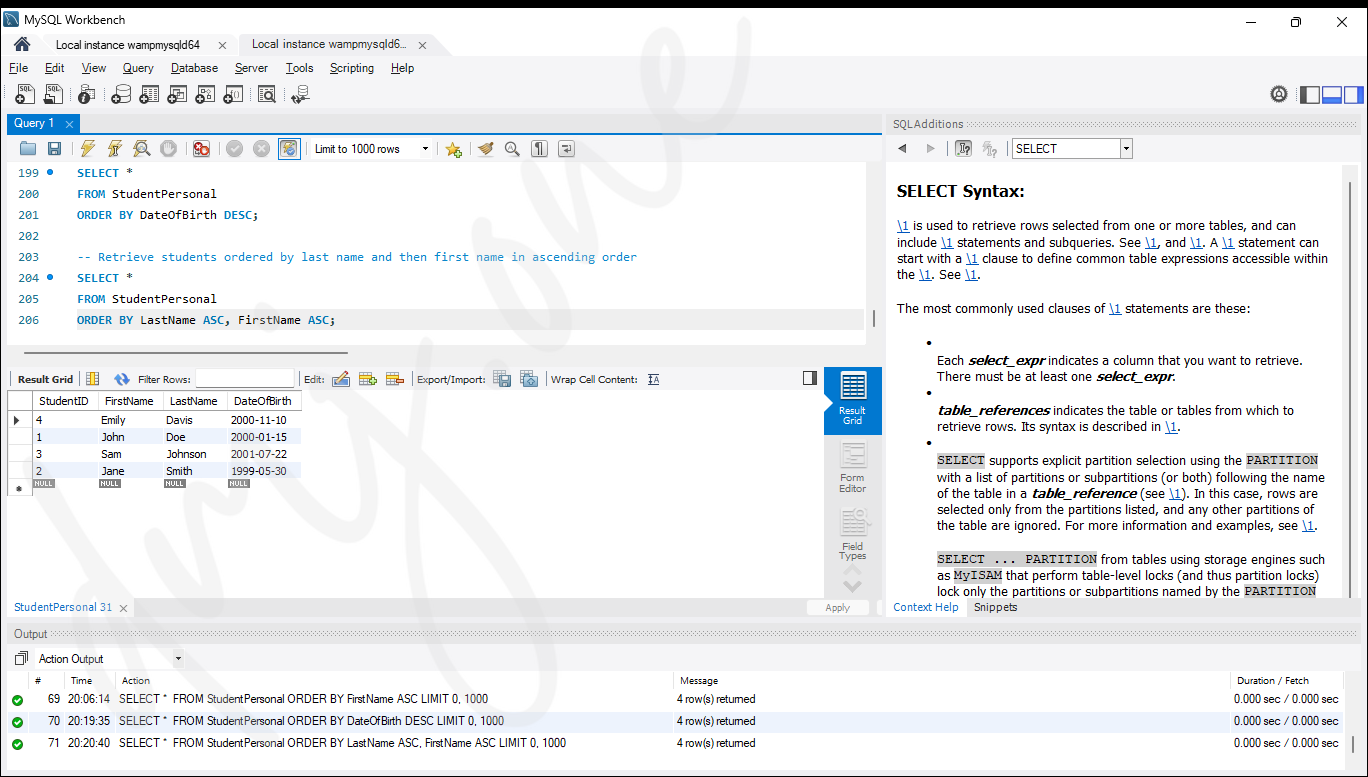 MySQL Workbench
Local instance wampmysqld64
Local instance wampmysqld6...
File Edit View Query Database Server Tools Scripting Help
Query 1
Limit to 1000 rows
199 SELECT *
200 FROM StudentPersonal
201 ORDER BY DateOfBirth DESC;
202
203 -- Retrieve students ordered by last name and then first name in ascending order
204 SELECT *
205 FROM StudentPersonal
206 ORDER BY LastName ASC, FirstName ASC;
Result Grid Filter Rows: Edit: Export/Import: Wrap Cell Content:
StudentID FirstName LastName DateOfBirth
4 Emily Davis 2000-11-10
1 John Doe 2000-01-15
3 Sam Johnson 2001-07-22
2 Jane Smith 1999-05-30
NULL NULL NULL NULL
Result
Grid
Form
Editor
Field
Types
StudentPersonal 31
Apply
SQLAdditions
SELECT
SELECT Syntax:
\1 is used to retrieve rows selected from one or more tables, and can
include \1 statements and subqueries. See \1, and \1. A \1 statement can
start with a \1 clause to define common table expressions accessible within
the \1. See \1.
The most commonly used clauses of \1 statements are these:
•
Each select_expr indicates a column that you want to retrieve.
There must be at least one select_expr.
•
table_references indicates the table or tables from which to
retrieve rows. Its syntax is described in \1.
•
SELECT supports explicit partition selection using the PARTITION
with a list of partitions or subpartitions (or both) following the name
of the table in a table_reference (see \1). In this case, rows are
selected only from the partitions listed, and any other partitions of
the table are ignored. For more information and examples, see \1.
SELECT ... PARTITION from tables using storage engines such
as MyISAM that perform table-level locks (and thus partition locks)
lock only the partitions or subpartitions named by the PARTITION
Context Help Snippets
Output
Action Output
# Time Action Message Duration / Fetch
69 20:06:14 SELECT * FROM StudentPersonal ORDER BY FirstName ASC LIMIT 0, 1000 4 row(s) returned 0.000 sec / 0.000 sec
70 20:19:35 SELECT * FROM StudentPersonal ORDER BY DateOfBirth DESC LIMIT 0, 1000 4 row(s) returned 0.000 sec / 0.000 sec
71 20:20:40 SELECT * FROM StudentPersonal ORDER BY LastName ASC, FirstName ASC LIMIT 0, 1000 4 row(s) returned 0.000 sec / 0.000 sec